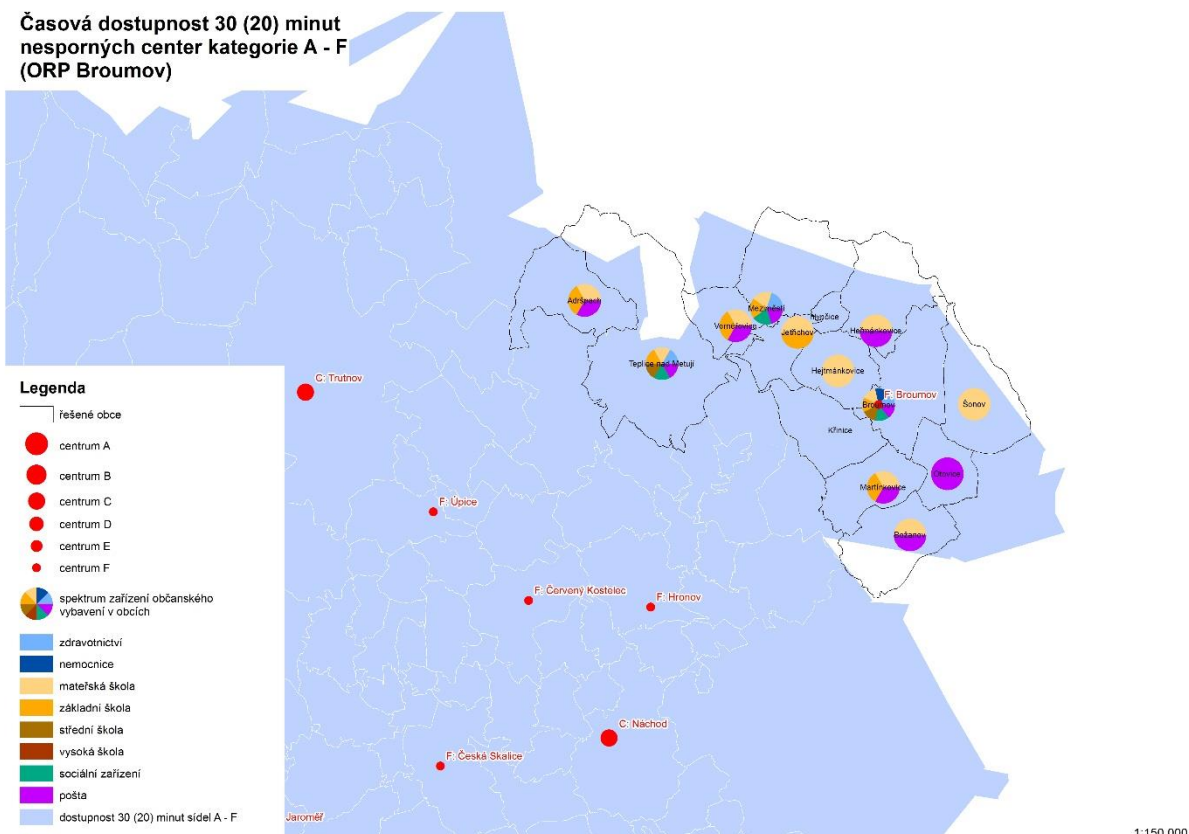 Časová dostupnost 30 (20) minut
nesporných center kategorie A - F
(ORP Broumov)
Adršpach
Meziměstí
Vernéřovice
Jetřichov
Heřmánkovice
Teplice nad Metují
Hejtmánkovice
F: Broumov
Broumov
Šonov
Křinice
Otovice
Martínkovice
Božanov
C: Trutnov
F: Úpice
F: Červený Kostelec
F: Hronov
C: Náchod
F: Česká Skalice
Jaroměř
Legenda
řešené obce
centrum A
centrum B
centrum C
centrum D
centrum E
centrum F
spektrum zařízení občanského
vybavení v obcích
zdravotnictví
nemocnice
mateřská škola
základní škola
střední škola
vysoká škola
sociální zařízení
pošta
dostupnost 30 (20) minut sídel A - F
1:150 000